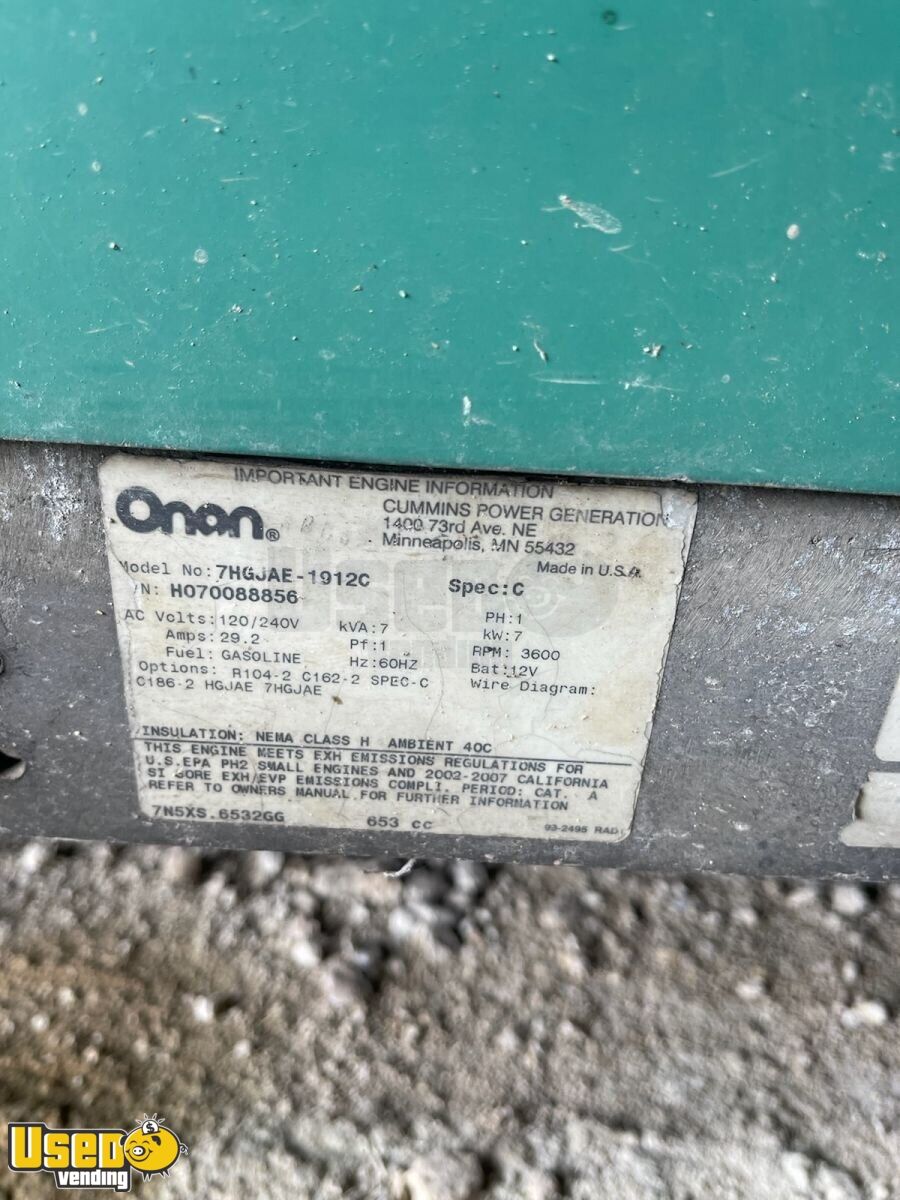 IMPORTANT ENGINE INFORMATION
Onan®
CUMMINS POWER GENERATION
1400 73rd Ave. NE
Minneapolis, MN 55432
Made in U.S.A.
Model No: 7HGJAE-1912C Spec: C
/N: H070088856
AC Volts: 120/240V kVA: 7 PH: 1
Amps: 29.2 Pf: 1 kW: 7
Fuel: GASOLINE Hz: 60HZ RPM: 3600
Bat: 12V
Options: R104-2 C162-2 SPEC-C Wire Diagram:
C186-2 HGJAE 7HGJAE
INSULATION: NEMA CLASS H AMBIENT 40C
THIS ENGINE MEETS EXH EMISSIONS REGULATIONS FOR
U.S.EPA PH2 SMALL ENGINES AND 2002-2007 CALIFORNIA
SI SORE EXH/EVP EMISSIONS COMPLI. PERIOD: CAT. A
REFER TO OWNERS MANUAL FOR FURTHER INFORMATION
7N5XS.6532GG 653 cc 93-2495 RAD
USED
vending